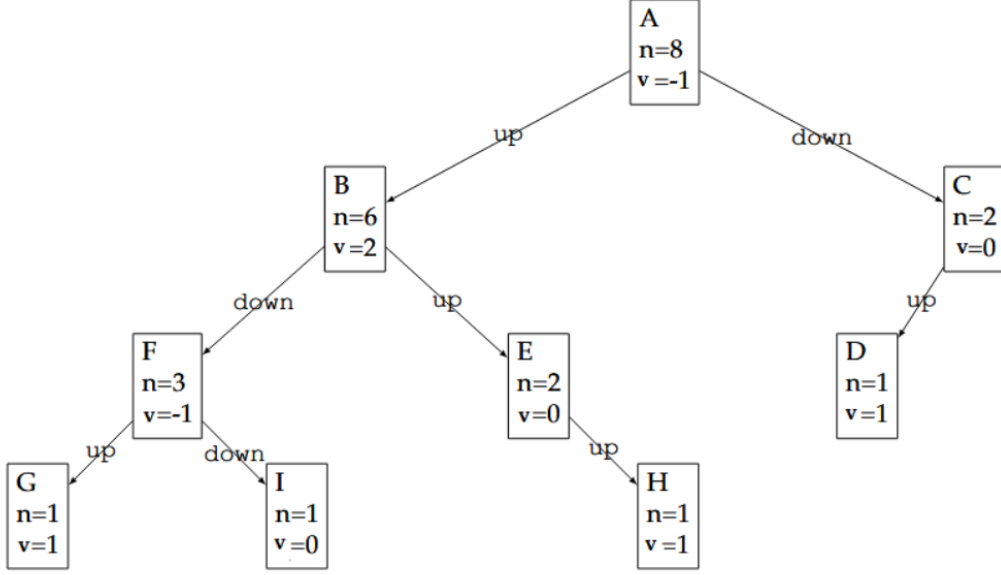 A
n=8
v=-1
up
down
B
n=6
v=2
C
n=2
v=0
down
up
up
F
n=3
v=-1
E
n=2
v=0
D
n=1
v=1
up
down
up
G
n=1
v=1
I
n=1
v=0
H
n=1
v=1